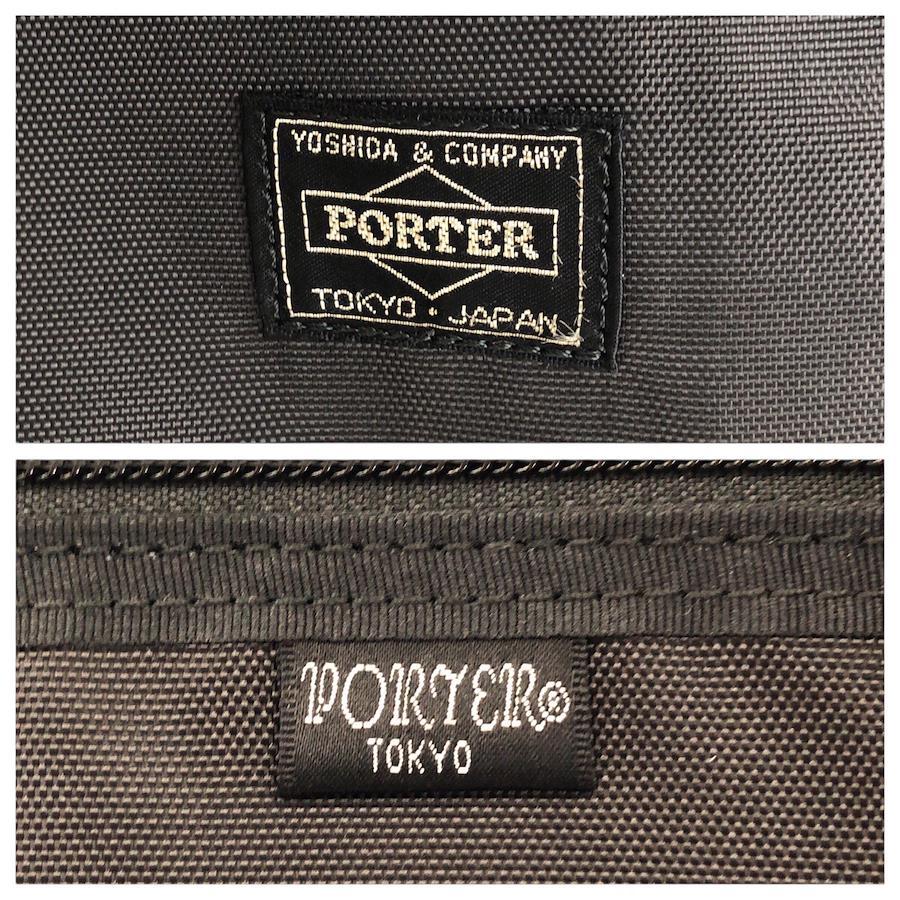 YOSHIDA & COMPANY
PORTER
TOKYO · JAPAN
PORTER®
TOKYO